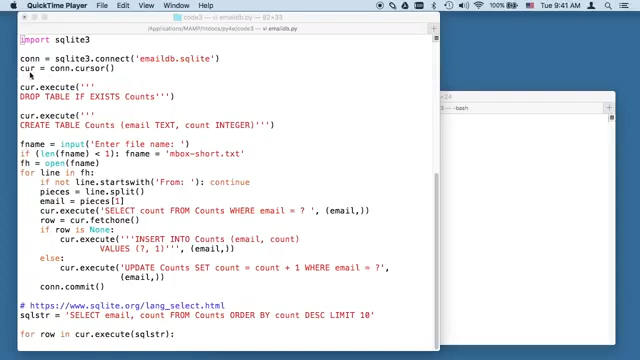 QuickTime Player File Edit View Window Help
100%
code3 — vi emaildb.py — 82×33
/Applications/MAMP/htdocs/py4e/code3 — vi emaildb.py
import sqlite3
conn = sqlite3.connect('emaildb.sqlite')
cur = conn.cursor()
cur.execute('''
DROP TABLE IF EXISTS Counts''')
cur.execute('''
CREATE TABLE Counts (email TEXT, count INTEGER)''')
fname = input('Enter file name: ')
if (len(fname) < 1): fname = 'mbox-short.txt'
fh = open(fname)
for line in fh:
if not line.startswith('From: '): continue
pieces = line.split()
email = pieces[1]
cur.execute('SELECT count FROM Counts WHERE email = ? ', (email,))
row = cur.fetchone()
if row is None:
cur.execute('''INSERT INTO Counts (email, count)
VALUES (?, 1)''', (email,))
else:
cur.execute('UPDATE Counts SET count = count + 1 WHERE email = ?',
(email,))
conn.commit()
# https://www.sqlite.org/lang_select.html
sqlstr = 'SELECT email, count FROM Counts ORDER BY count DESC LIMIT 10'
for row in cur.execute(sqlstr):
×24
3 — -bash